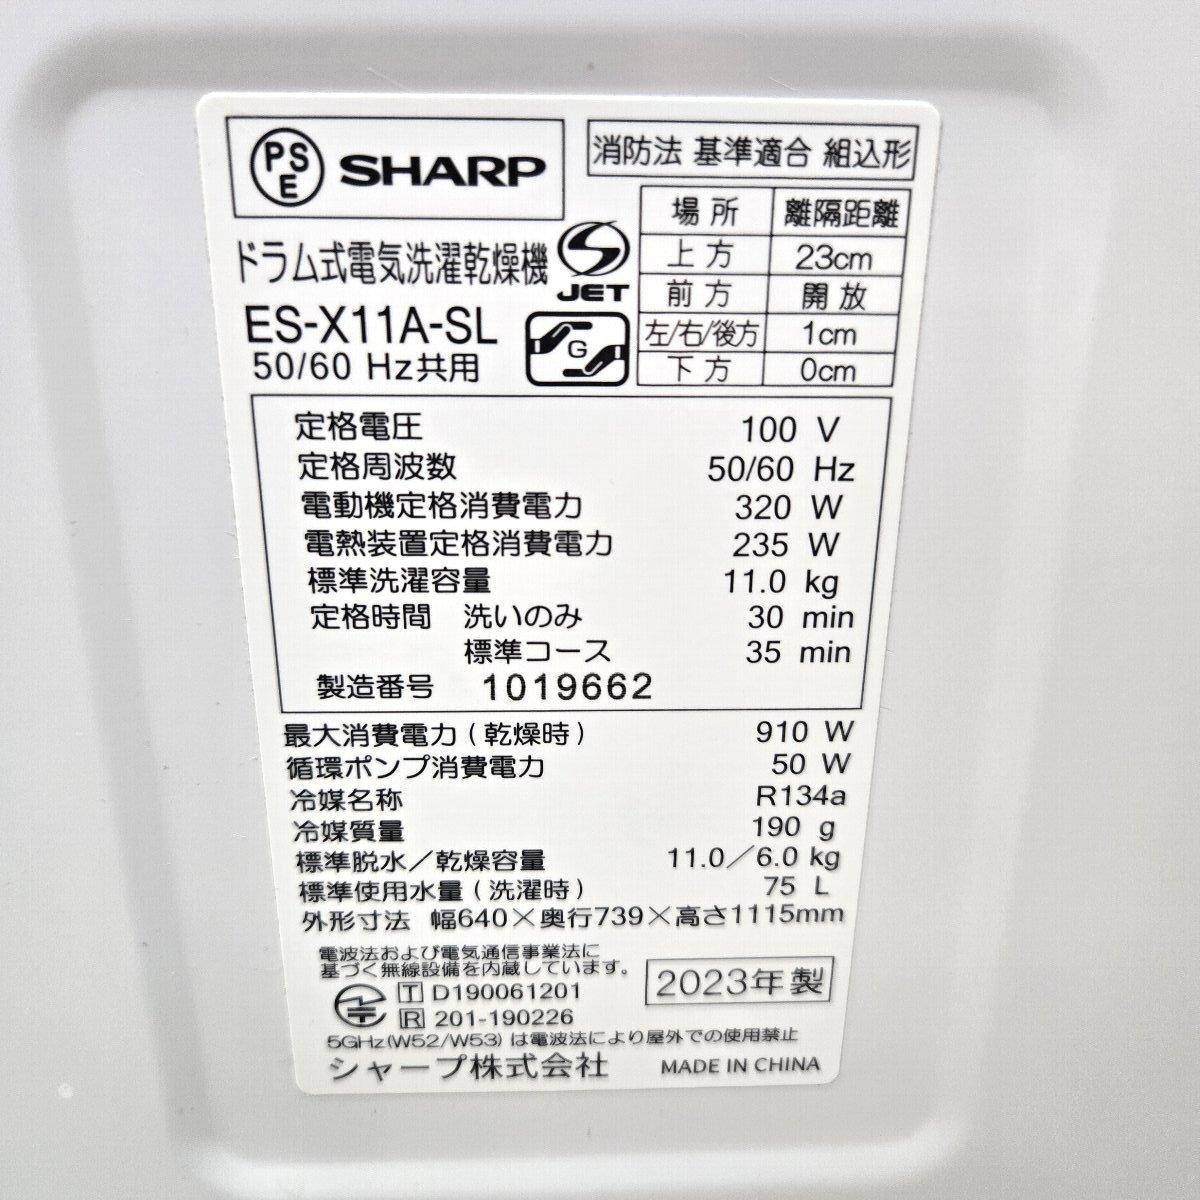 PSE SHARP
消防法 基準適合 組込形
場所 離隔距離
上方 23cm
前方 開放
左/右/後方 1cm
下方 0cm
ドラム式電気洗濯乾燥機
JET
ES-X11A-SL
50/60 Hz共用
G
定格電圧 100 V
定格周波数 50/60 Hz
電動機定格消費電力 320 W
電熱装置定格消費電力 235 W
標準洗濯容量 11.0 kg
定格時間 洗いのみ 30 min
標準コース 35 min
製造番号 1019662
最大消費電力(乾燥時) 910 W
循環ポンプ消費電力 50 W
冷媒名称 R134a
冷媒質量 190 g
標準脱水/乾燥容量 11.0/6.0 kg
標準使用水量(洗濯時) 75 L
外形寸法 幅640×奥行739×高さ1115mm
電波法および電気通信事業法に
基づく無線設備を内蔵しています。
T D190061201
R 201-190226
2023年製
5GHz(W52/W53)は電波法により屋外での使用禁止
シャープ株式会社 MADE IN CHINA